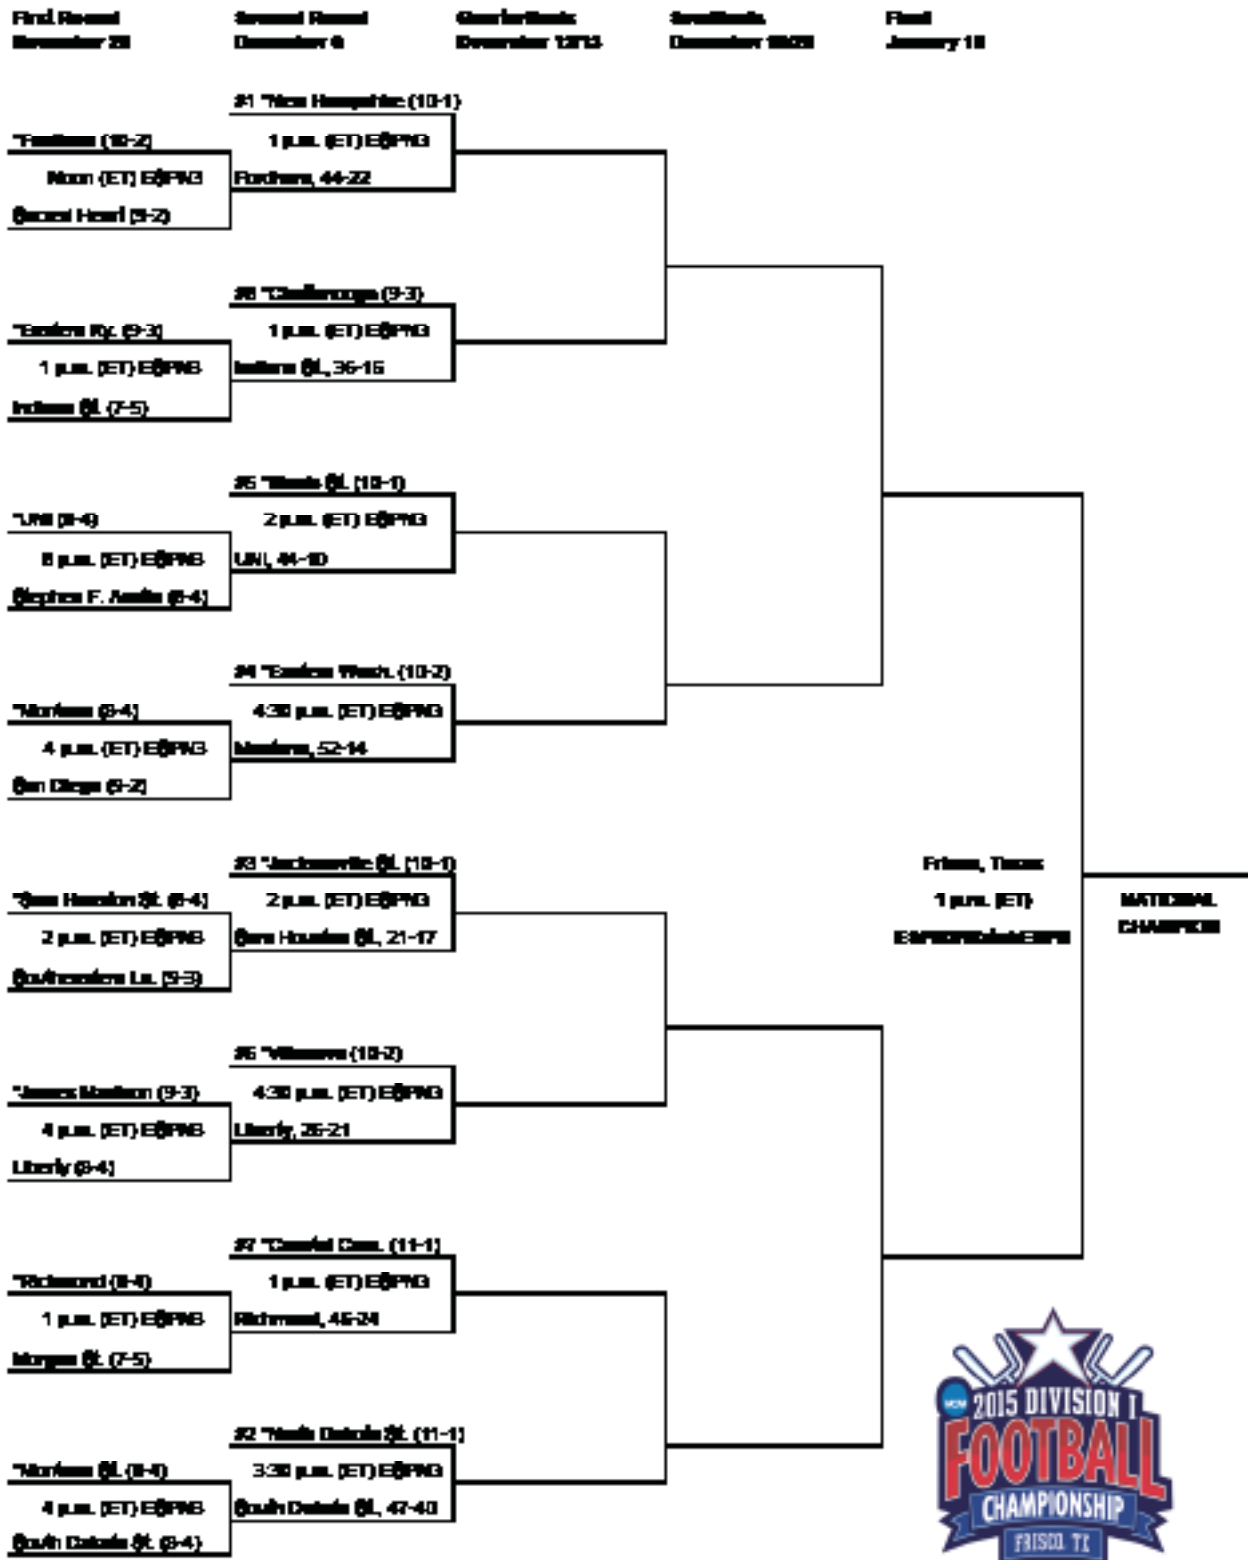 First Round
November 29
Second Round
December 6
Quarterfinals
December 12/13
Semifinals
December 19/20
Final
January 10
*Fordham (10-2)
Noon (ET) ESPN3
Sacred Heart (9-2)
#1 *New Hampshire (10-1)
1 p.m. (ET) ESPN3
Fordham, 44-22
*Eastern Ky. (9-3)
1 p.m. (ET) ESPN3
Indiana St. (7-5)
#8 *Chattanooga (9-3)
1 p.m. (ET) ESPN3
Indiana St., 36-16
*UNI (8-4)
(ET) ESPN3
Stephen F. Austin (8-4)
#5 *Illinois St. (10-1)
2 p.m. (ET) ESPN3
UNI, 44-10
*Montana (8-4)
4 p.m. (ET) ESPN3
San Diego (9-2)
#4 *Eastern Wash. (10-2)
4:30 p.m. (ET) ESPN3
Montana, 52-14
*Sam Houston St. (8-4)
2 p.m. (ET) ESPN3
Southeastern La. (9-3)
#3 *Jacksonville St. (10-1)
2 p.m. (ET) ESPN3
Sam Houston St., 21-17
*James Madison (9-3)
4 p.m. (ET) ESPN3
Liberty (8-4)
#6 *Villanova (10-2)
4:30 p.m. (ET) ESPN3
Liberty, 26-21
*Richmond (8-4)
1 p.m. (ET) ESPN3
Morgan St. (7-5)
#7 *Coastal Caro. (11-1)
1 p.m. (ET) ESPN3
Richmond, 46-24
*Montana St. (8-4)
4 p.m. (ET) ESPN3
South Dakota St. (8-4)
#2 *North Dakota St. (11-1)
3:30 p.m. (ET) ESPN3
South Dakota St., 47-40
Frisco, Texas
1 p.m. (ET)
NATIONAL
CHAMPION
NCAA
2015 DIVISION I
FOOTBALL
CHAMPIONSHIP
FRISCO, TX